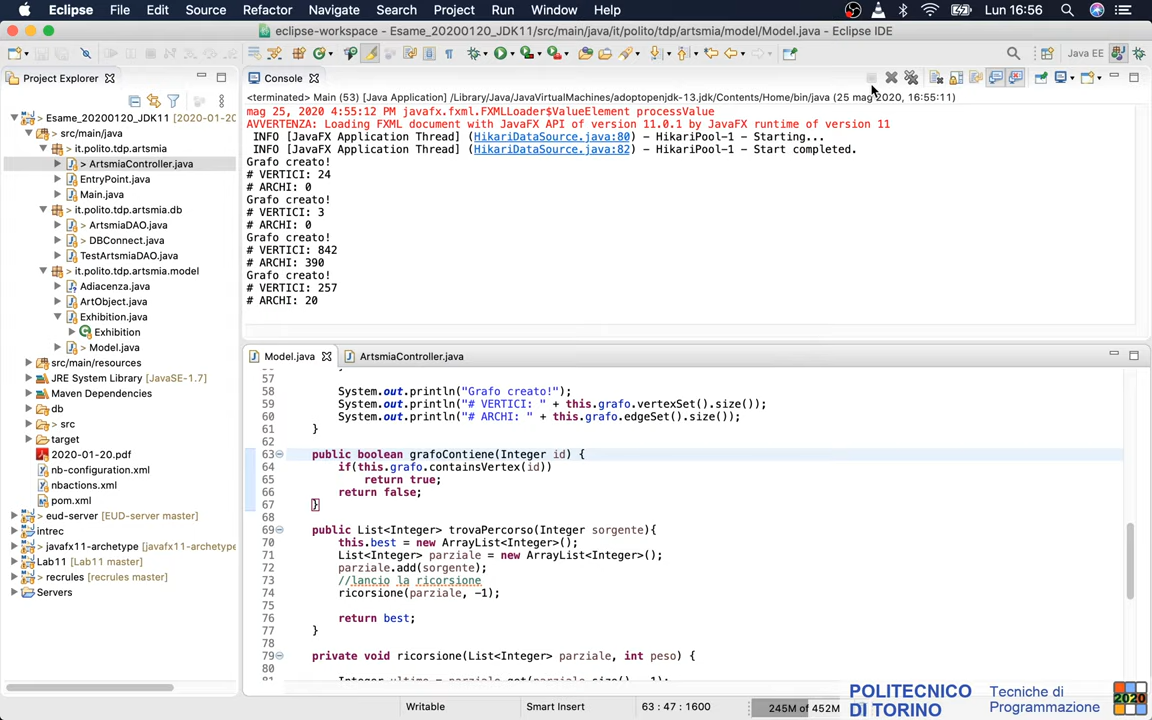 Eclipse File Edit Source Refactor Navigate Search Project Run Window Help Lun 16:56
eclipse-workspace - Esame_20200120_JDK11/src/main/java/it/polito/tdp/artsmia/model/Model.java - Eclipse IDE
Java EE
Project Explorer
Esame_20200120_JDK11 [2020-01-20
src/main/java
it.polito.tdp.artsmia
> ArtsmiaController.java
EntryPoint.java
Main.java
> it.polito.tdp.artsmia.db
> ArtsmiaDAO.java
> DBConnect.java
> TestArtsmiaDAO.java
> it.polito.tdp.artsmia.model
Adiacenza.java
> ArtObject.java
Exhibition.java
Exhibition
> Model.java
src/main/resources
JRE System Library [JavaSE-1.7]
Maven Dependencies
> db
> src
target
2020-01-20.pdf
nb-configuration.xml
nbactions.xml
pom.xml
> eud-server [EUD-server master]
intrec
> javafx11-archetype [javafx11-archetype
Lab11 [Lab11 master]
> recrules [recrules master]
Servers
Console
<terminated> Main (53) [Java Application] /Library/Java/JavaVirtualMachines/adoptopenjdk-13.jdk/Contents/Home/bin/java (25 mag 2020, 16:55:11)
mag 25, 2020 4:55:12 PM javafx.fxml.FXMLLoader$ValueElement processValue
AVVERTENZA: Loading FXML document with JavaFX API of version 11.0.1 by JavaFX runtime of version 11
INFO [JavaFX Application Thread] (HikariDataSource.java:80) - HikariPool-1 - Starting...
INFO [JavaFX Application Thread] (HikariDataSource.java:82) - HikariPool-1 - Start completed.
Grafo creato!
# VERTICI: 24
# ARCHI: 0
Grafo creato!
# VERTICI: 3
# ARCHI: 0
Grafo creato!
# VERTICI: 842
# ARCHI: 390
Grafo creato!
# VERTICI: 257
# ARCHI: 20
Model.java ArtsmiaController.java
57
58 System.out.println("Grafo creato!");
59 System.out.println("# VERTICI: " + this.grafo.vertexSet().size());
60 System.out.println("# ARCHI: " + this.grafo.edgeSet().size());
61 }
62
63 public boolean grafoContiene(Integer id) {
64 if(this.grafo.containsVertex(id))
65 return true;
66 return false;
67 }
68
69 public List<Integer> trovaPercorso(Integer sorgente){
70 this.best = new ArrayList<Integer>();
71 List<Integer> parziale = new ArrayList<Integer>();
72 parziale.add(sorgente);
73 //lancio la ricorsione
74 ricorsione(parziale, -1);
75
76 return best;
77 }
78
79 private void ricorsione(List<Integer> parziale, int peso) {
80
81 Integer ultimo = parziale.get(parziale.size() - 1);
Writable Smart Insert 63 : 47 : 1600 245M of 452M
POLITECNICO
DI TORINO
Tecniche di
Programmazione
2020